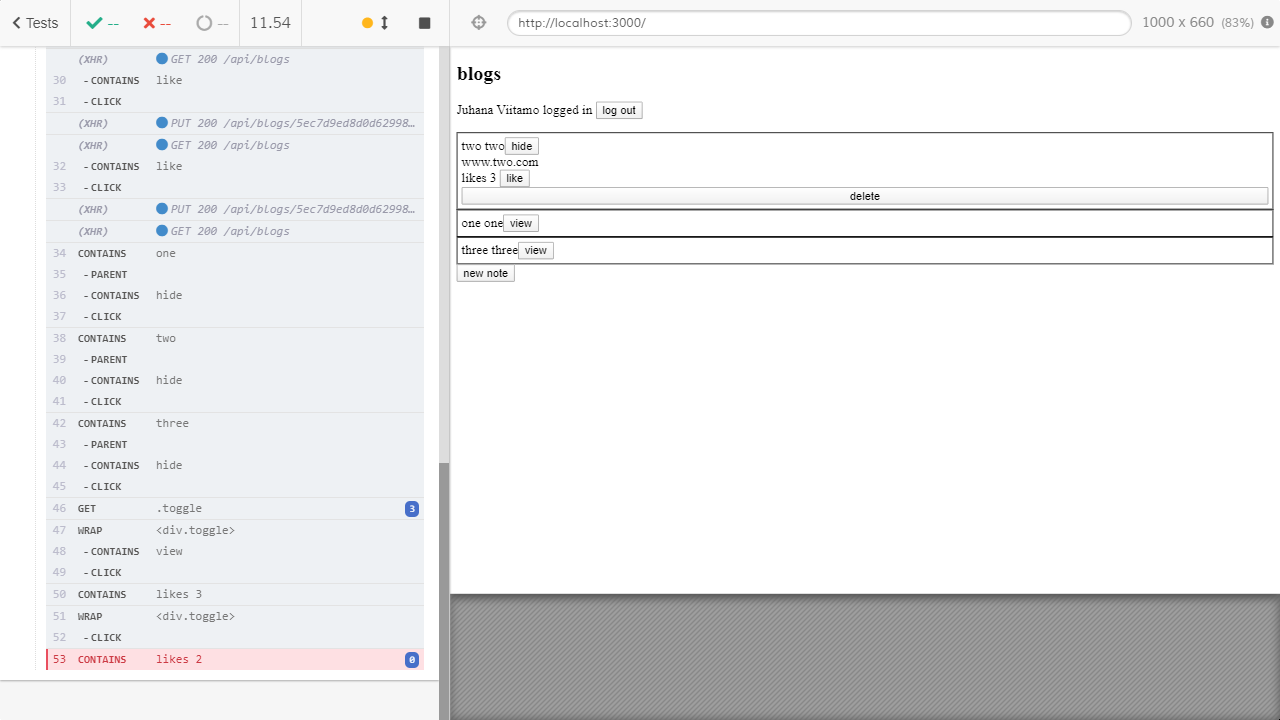 Tests -- -- -- 11.54
(XHR) GET 200 /api/blogs
30 -CONTAINS like
31 -CLICK
(XHR) PUT 200 /api/blogs/5ec7d9ed8d0d62998…
(XHR) GET 200 /api/blogs
32 -CONTAINS like
33 -CLICK
(XHR) PUT 200 /api/blogs/5ec7d9ed8d0d62998…
(XHR) GET 200 /api/blogs
34 CONTAINS one
35 -PARENT
36 -CONTAINS hide
37 -CLICK
38 CONTAINS two
39 -PARENT
40 -CONTAINS hide
41 -CLICK
42 CONTAINS three
43 -PARENT
44 -CONTAINS hide
45 -CLICK
46 GET .toggle 3
47 WRAP <div.toggle>
48 -CONTAINS view
49 -CLICK
50 CONTAINS likes 3
51 WRAP <div.toggle>
52 -CLICK
53 CONTAINS likes 2 0
http://localhost:3000/ 1000 x 660 (83%)
blogs
Juhana Viitamo logged in log out
two two hide
www.two.com
likes 3 like
delete
one one view
three three view
new note